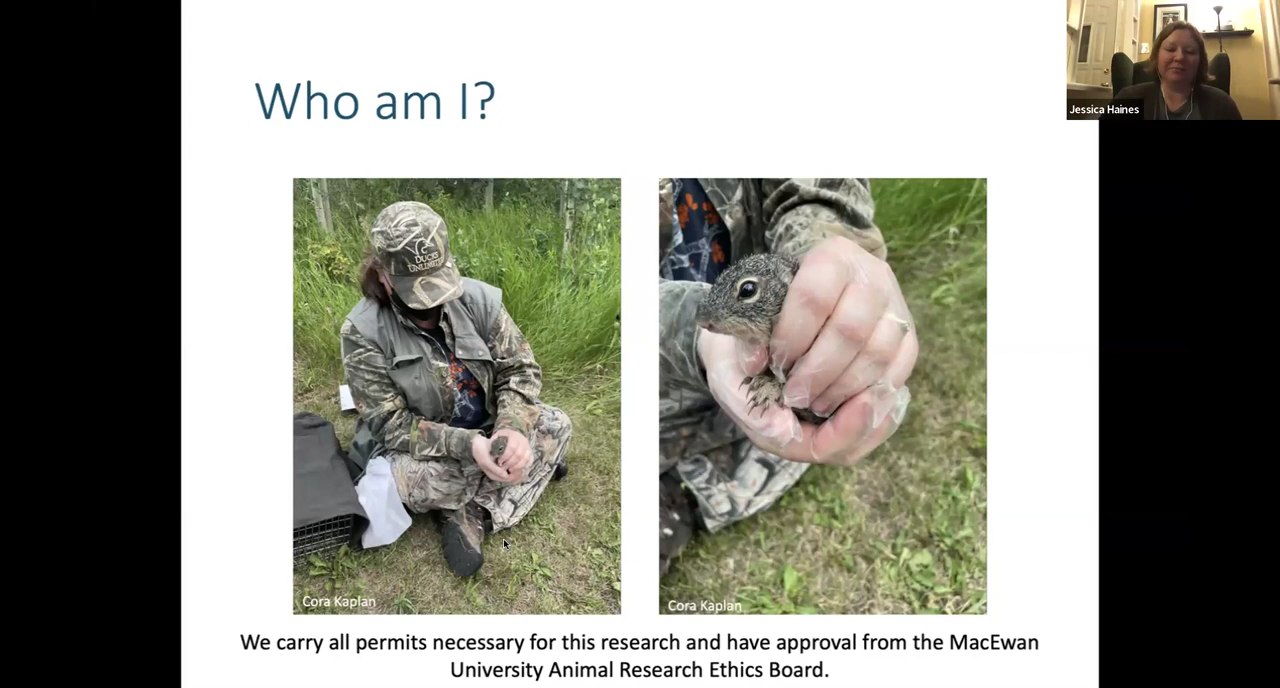 Who am I?
Jessica Haines
DUCKS
UNLIMITED
Cora Kaplan
Cora Kaplan
We carry all permits necessary for this research and have approval from the MacEwan
University Animal Research Ethics Board.